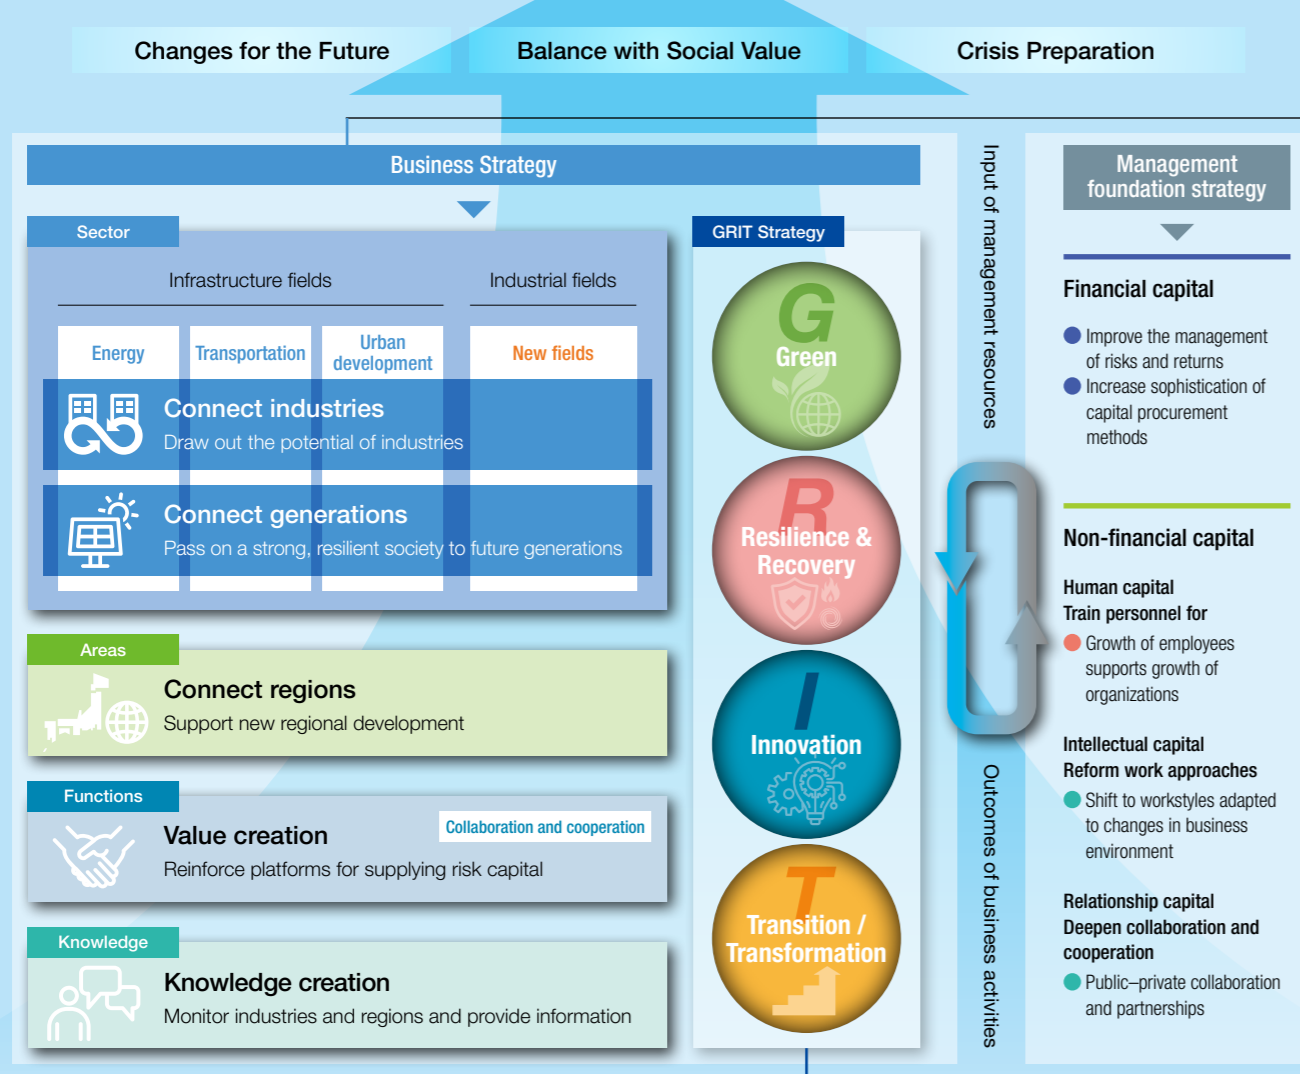 Changes for the Future
Balance with Social Value
Crisis Preparation
Business Strategy
Sector
Infrastructure fields
Industrial fields
Energy
Transportation
Urban
development
New fields
Connect industries
Draw out the potential of industries
Connect generations
Pass on a strong, resilient society to future generations
Areas
Connect regions
Support new regional development
Functions
Value creation
Collaboration and cooperation
Reinforce platforms for supplying risk capital
Knowledge
Knowledge creation
Monitor industries and regions and provide information
GRIT Strategy
G
Green
R
Resilience &
Recovery
I
Innovation
T
Transition /
Transformation
Input of management resources
Outcomes of business activities
Management
foundation strategy
Financial capital
Improve the management
of risks and returns
Increase sophistication of
capital procurement
methods
Non-financial capital
Human capital
Train personnel for
Growth of employees
supports growth of
organizations
Intellectual capital
Reform work approaches
Shift to workstyles adapted
to changes in business
environment
Relationship capital
Deepen collaboration and
cooperation
Public–private collaboration
and partnerships